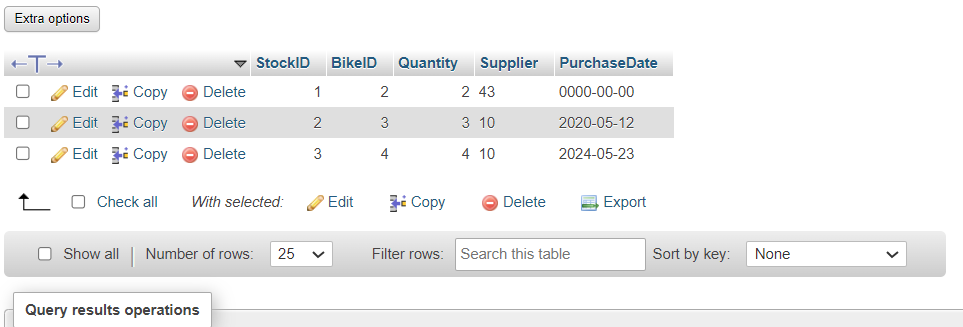 Extra options
StockID BikeID Quantity Supplier PurchaseDate
Edit Copy Delete 1 2 2 43 0000-00-00
Edit Copy Delete 2 3 3 10 2020-05-12
Edit Copy Delete 3 4 4 10 2024-05-23
Check all With selected: Edit Copy Delete Export
Show all Number of rows: 25 Filter rows: Search this table Sort by key: None
Query results operations